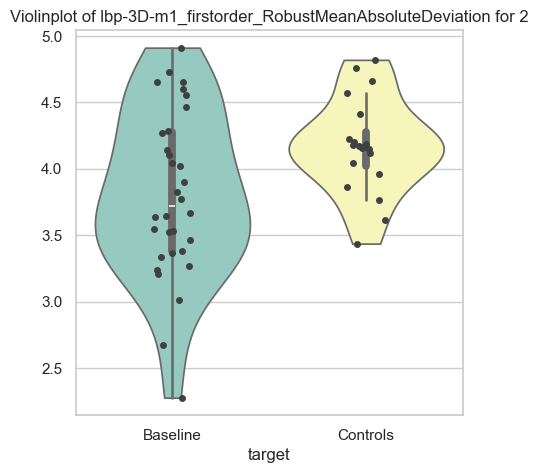 Violinplot of lbp-3D-m1_firstorder_RobustMeanAbsoluteDeviation for 2
5.0
4.5
4.0
3.5
3.0
2.5
Baseline Controls
target